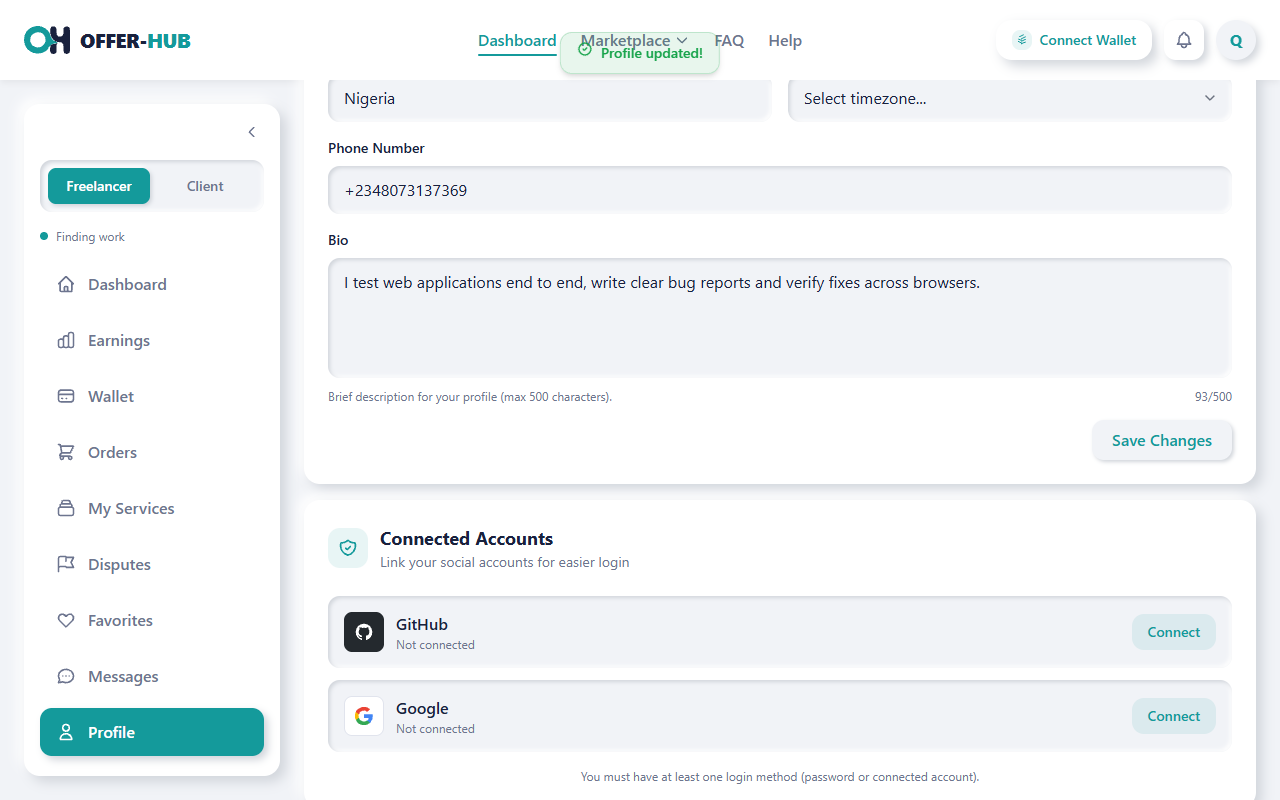 OFFER-HUB
Dashboard
Marketplace
FAQ
Help
Connect Wallet
Q
Profile updated!
Freelancer
Client
Finding work
Dashboard
Earnings
Wallet
Orders
My Services
Disputes
Favorites
Messages
Profile
Nigeria
Select timezone...
Phone Number
+2348073137369
Bio
I test web applications end to end, write clear bug reports and verify fixes across browsers.
Brief description for your profile (max 500 characters).
93/500
Save Changes
Connected Accounts
Link your social accounts for easier login
GitHub
Not connected
Connect
Google
Not connected
Connect
You must have at least one login method (password or connected account).